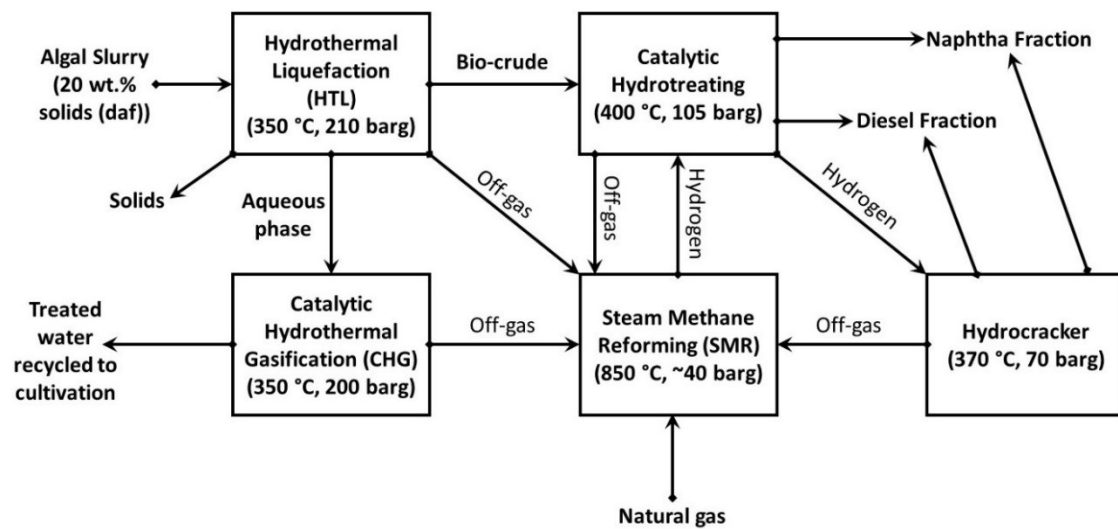 Algal Slurry
(20 wt.%
solids (daf))
Hydrothermal
Liquefaction
(HTL)
(350 °C, 210 barg)
Bio-crude
Catalytic
Hydrotreating
(400 °C, 105 barg)
Naphtha Fraction
Diesel Fraction
Solids
Aqueous
phase
Off-gas
Off-gas
Hydrogen
Hydrogen
Treated
water
recycled to
cultivation
Catalytic
Hydrothermal
Gasification (CHG)
(350 °C, 200 barg)
Off-gas
Steam Methane
Reforming (SMR)
(850 °C, ~40 barg)
Off-gas
Hydrocracker
(370 °C, 70 barg)
Natural gas